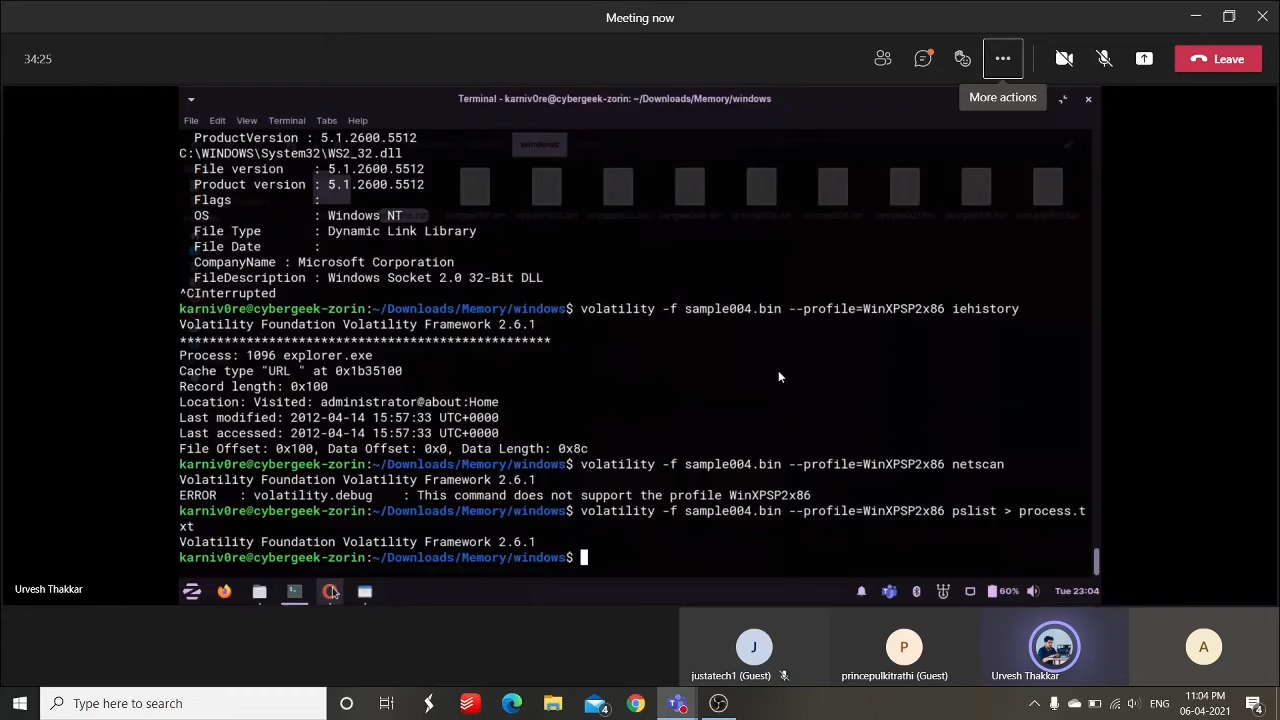 Meeting now
34:25
Leave
More actions
Terminal - karniv0re@cybergeek-zorin: ~/Downloads/Memory/windows
File Edit View Terminal Tabs Help
windows
ProductVersion : 5.1.2600.5512
C:\WINDOWS\System32\WS2_32.dll
File version : 5.1.2600.5512
Product version : 5.1.2600.5512
Flags :
OS : Windows NT
File Type : Dynamic Link Library
File Date :
CompanyName : Microsoft Corporation
FileDescription : Windows Socket 2.0 32-Bit DLL
^CInterrupted
karniv0re@cybergeek-zorin:~/Downloads/Memory/windows$ volatility -f sample004.bin --profile=WinXPSP2x86 iehistory
Volatility Foundation Volatility Framework 2.6.1
**************************************************
Process: 1096 explorer.exe
Cache type "URL " at 0x1b35100
Record length: 0x100
Location: Visited: administrator@about:Home
Last modified: 2012-04-14 15:57:33 UTC+0000
Last accessed: 2012-04-14 15:57:33 UTC+0000
File Offset: 0x100, Data Offset: 0x0, Data Length: 0x8c
karniv0re@cybergeek-zorin:~/Downloads/Memory/windows$ volatility -f sample004.bin --profile=WinXPSP2x86 netscan
Volatility Foundation Volatility Framework 2.6.1
ERROR : volatility.debug : This command does not support the profile WinXPSP2x86
karniv0re@cybergeek-zorin:~/Downloads/Memory/windows$ volatility -f sample004.bin --profile=WinXPSP2x86 pslist > process.t
xt
Volatility Foundation Volatility Framework 2.6.1
karniv0re@cybergeek-zorin:~/Downloads/Memory/windows$
Urvesh Thakkar
60%
Tue 23:04
J
P
A
justatech1 (Guest)
princepulkitrathi (Guest)
Urvesh Thakkar
Type here to search
4
ENG
11:04 PM
06-04-2021
4